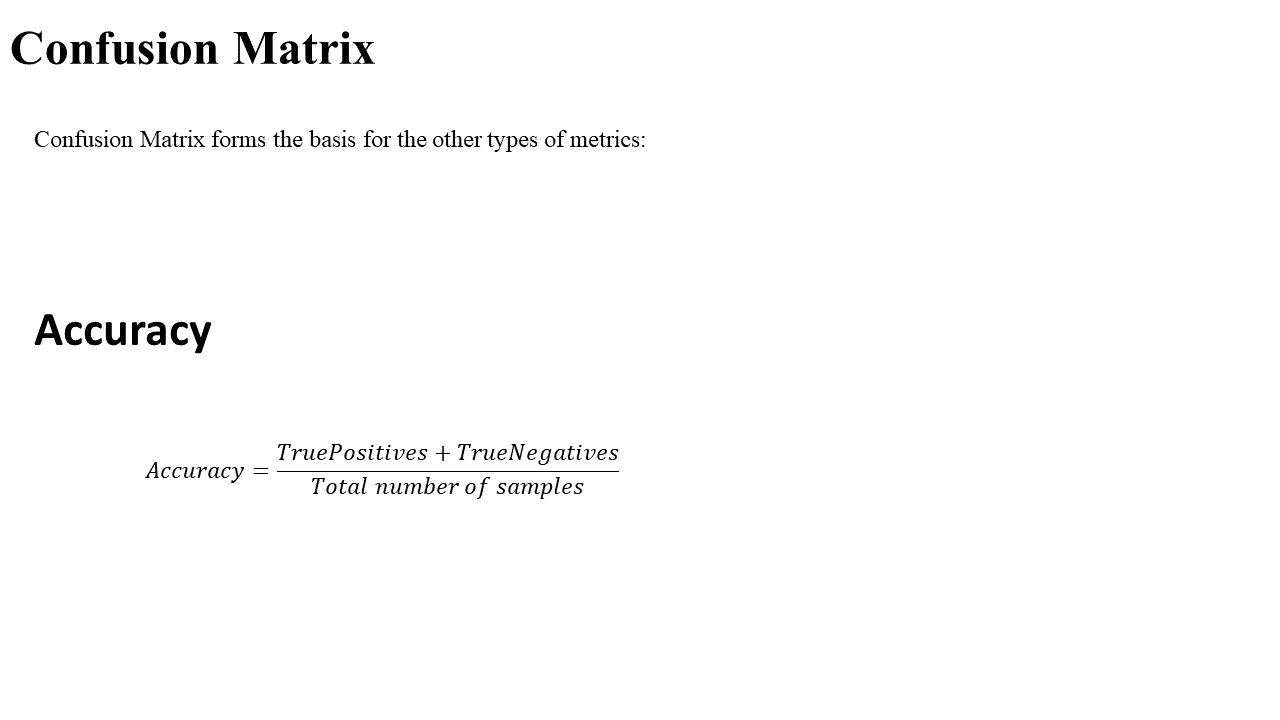 Confusion Matrix
Confusion Matrix forms the basis for the other types of metrics:
Accuracy
Accuracy = TruePositives + TrueNegatives
Total number of samples